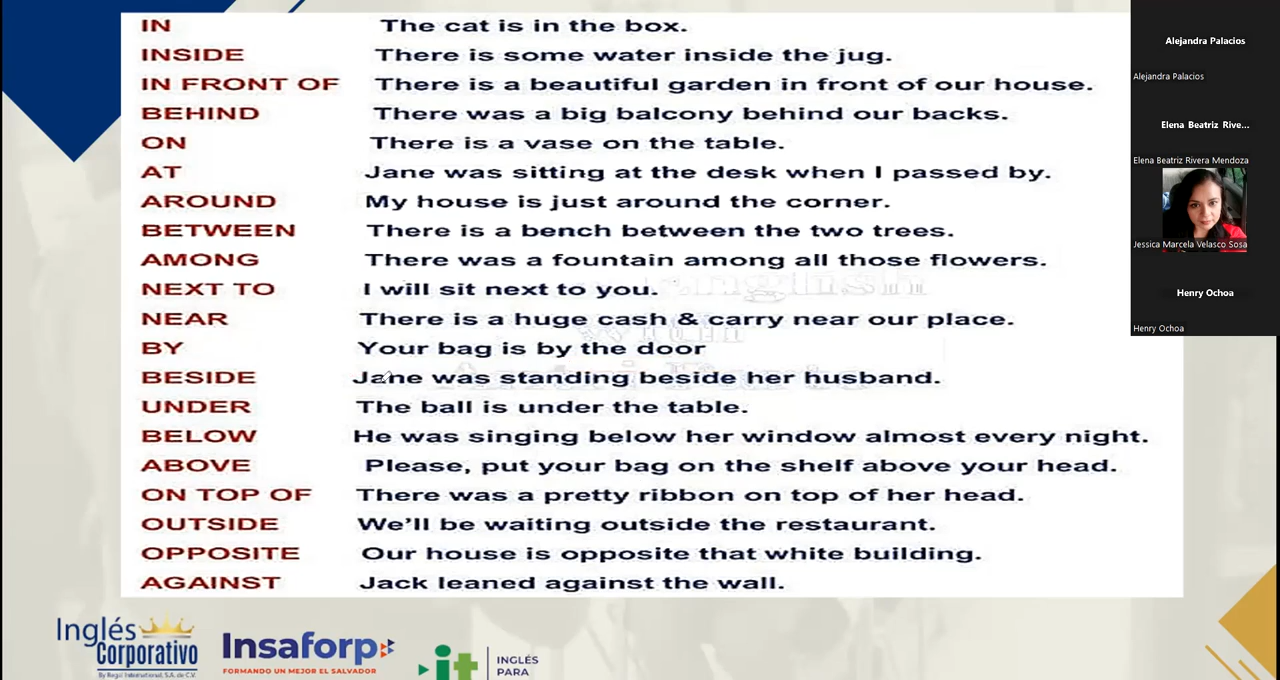 IN The cat is in the box.
INSIDE There is some water inside the jug.
IN FRONT OF There is a beautiful garden in front of our house.
BEHIND There was a big balcony behind our backs.
ON There is a vase on the table.
AT Jane was sitting at the desk when I passed by.
AROUND My house is just around the corner.
BETWEEN There is a bench between the two trees.
AMONG There was a fountain among all those flowers.
NEXT TO I will sit next to you.
NEAR There is a huge cash & carry near our place.
BY Your bag is by the door
BESIDE Jane was standing beside her husband.
UNDER The ball is under the table.
BELOW He was singing below her window almost every night.
ABOVE Please, put your bag on the shelf above your head.
ON TOP OF There was a pretty ribbon on top of her head.
OUTSIDE We'll be waiting outside the restaurant.
OPPOSITE Our house is opposite that white building.
AGAINST Jack leaned against the wall.
Alejandra Palacios
Alejandra Palacios
Elena Beatriz Rive...
Elena Beatriz Rivera Mendoza
Jessica Marcela Velasco Sosa
Henry Ochoa
Henry Ochoa
Inglés
Corporativo
By Regal International, S.A. de C.V.
Insaforp
FORMANDO UN MEJOR EL SALVADOR
it
INGLÉS
PARA